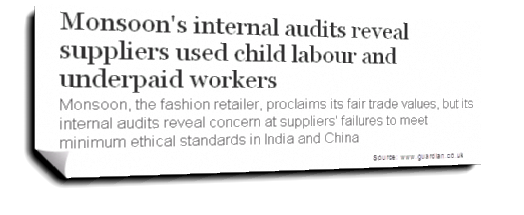 Monsoon's internal audits reveal
suppliers used child labour and
underpaid workers
Monsoon, the fashion retailer, proclaims its fair trade values, but its
internal audits reveal concern at suppliers' failures to meet
minimum ethical standards in India and China
Source: www.guardian.co.uk